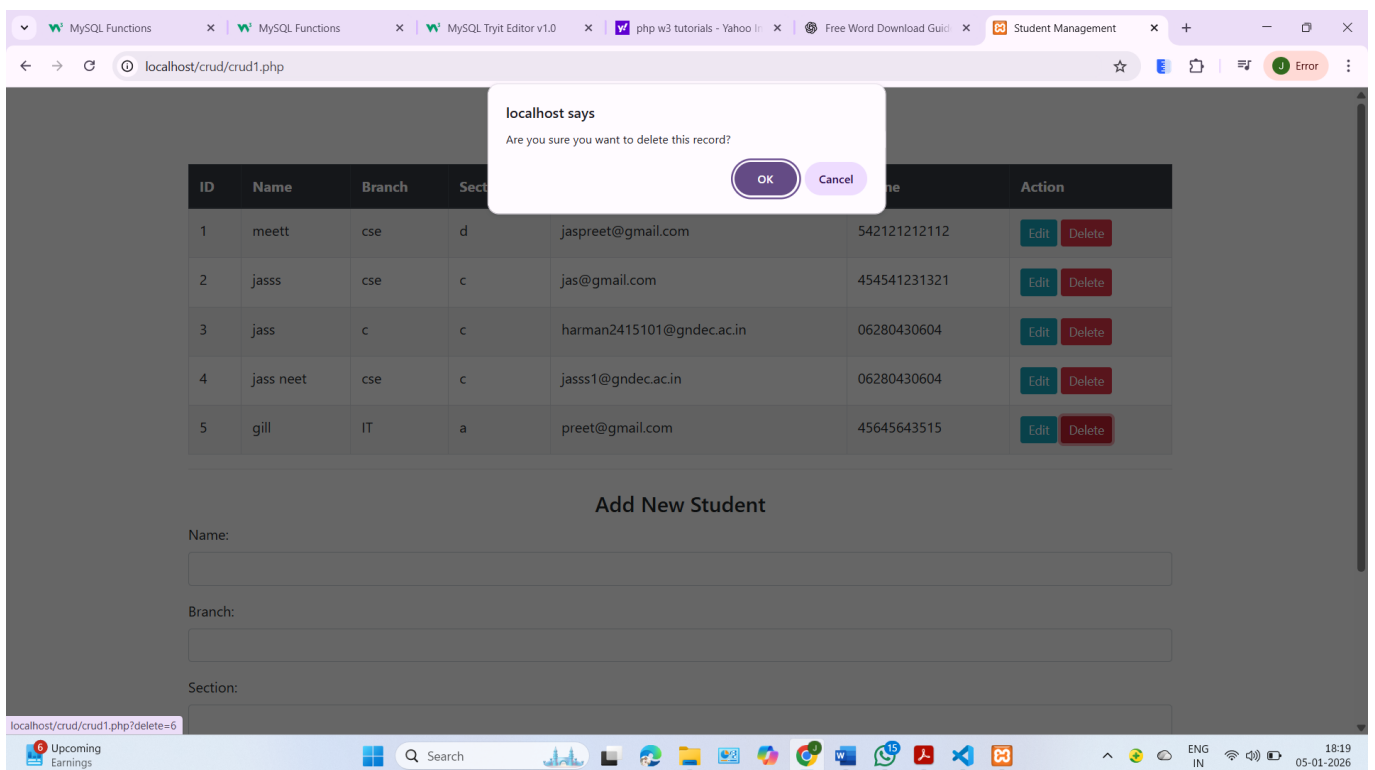 MySQL Functions
MySQL Functions
MySQL Tryit Editor v1.0
php w3 tutorials - Yahoo In
Free Word Download Guid
Student Management
localhost/crud/crud1.php
J Error
localhost says
Are you sure you want to delete this record?
OK Cancel
ID Name Branch Sect ne Action
1 meett cse d jaspreet@gmail.com 542121212112 Edit Delete
2 jasss cse c jas@gmail.com 454541231321 Edit Delete
3 jass c c harman2415101@gndec.ac.in 06280430604 Edit Delete
4 jass neet cse c jasss1@gndec.ac.in 06280430604 Edit Delete
5 gill IT a preet@gmail.com 45645643515 Edit Delete
Add New Student
Name:
Branch:
Section:
localhost/crud/crud1.php?delete=6
6 Upcoming
Earnings
Search
ENG
IN
18:19
05-01-2026